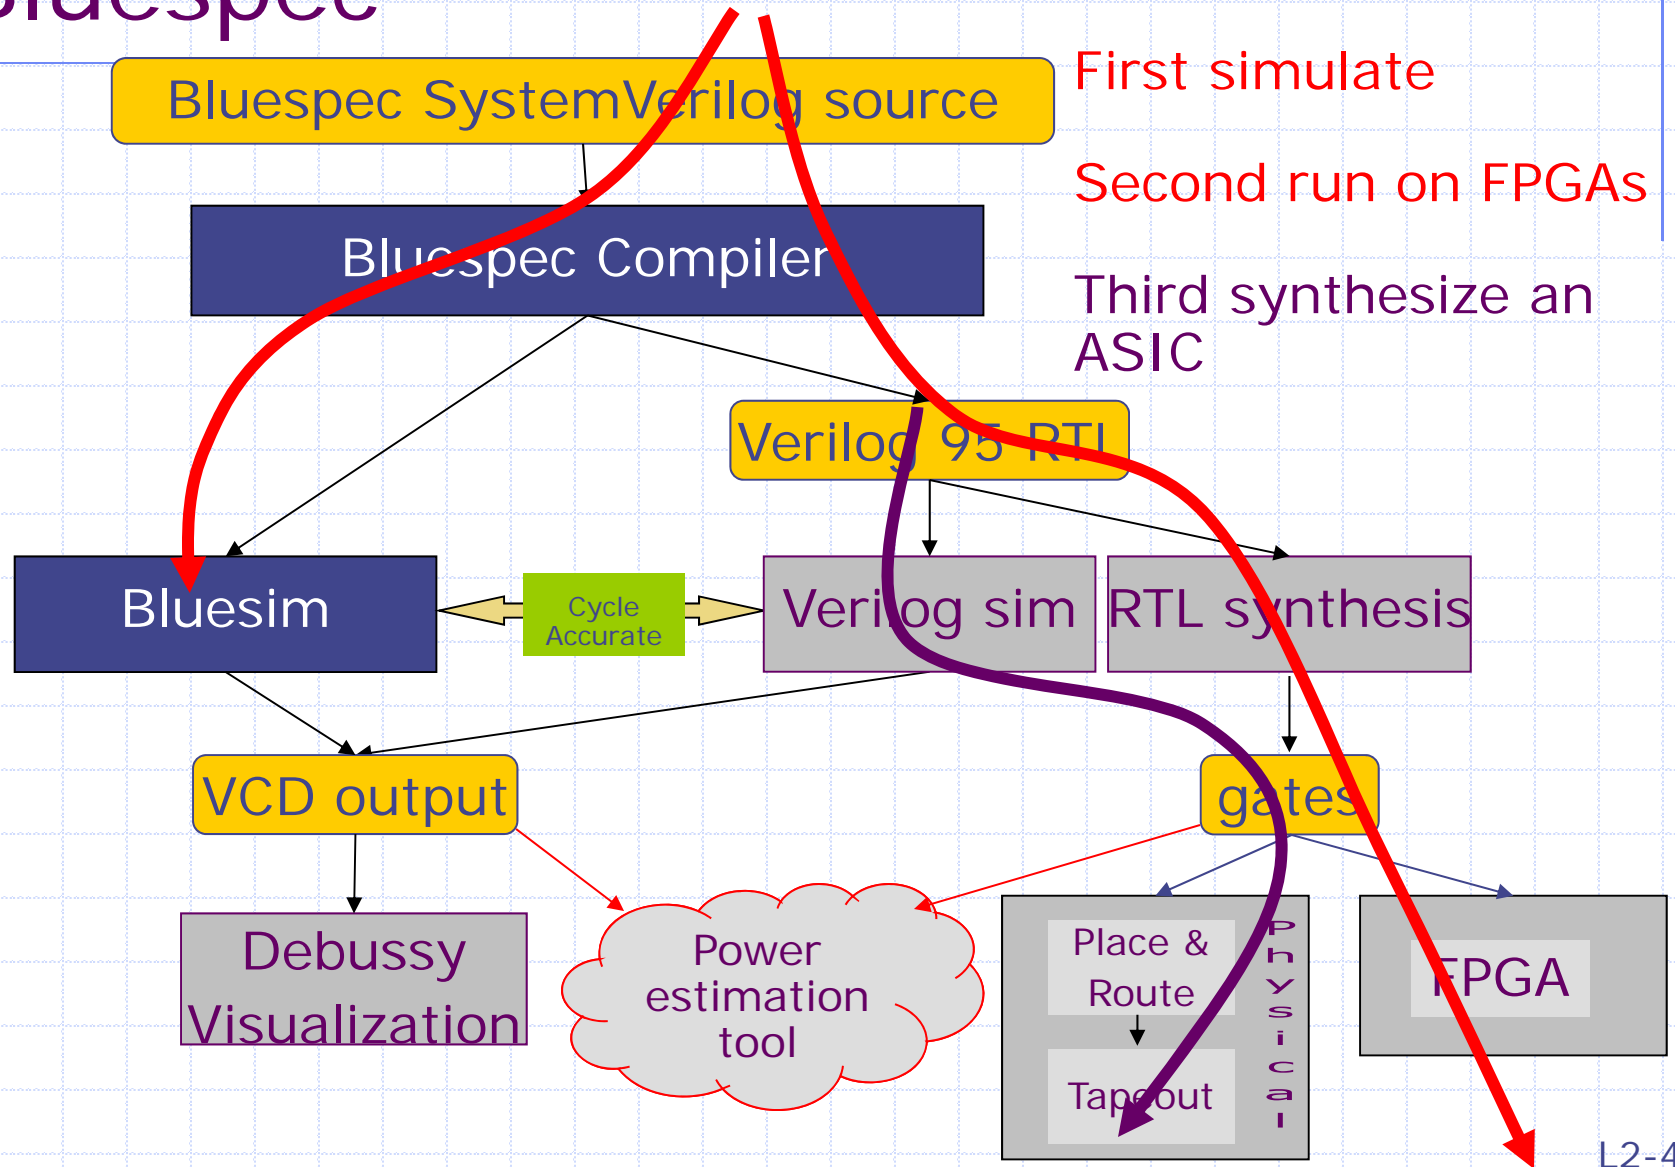 Bluespec
Bluespec SystemVerilog source
First simulate
Second run on FPGAs
Bluespec Compiler
Third synthesize an
ASIC
Verilog 95 RTL
Bluesim
Cycle
Accurate
Verilog sim
RTL synthesis
VCD output
gates
Debussy
Visualization
Power
estimation
tool
Place &
Route
Tapeout
Physical
FPGA
L2-4